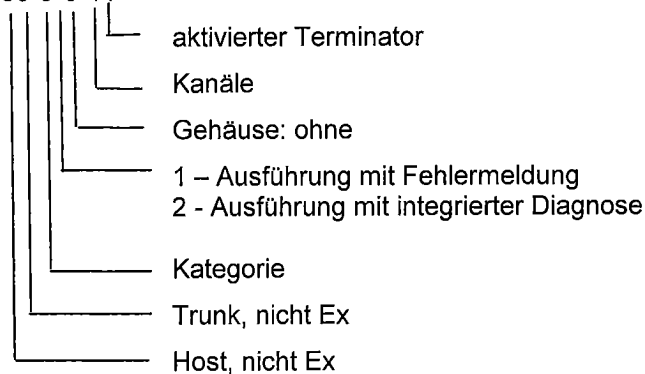 aktivierter Terminator
Kanäle
Gehäuse: ohne
1 – Ausführung mit Fehlermeldung
2 - Ausführung mit integrierter Diagnose
Kategorie
Trunk, nicht Ex
Host, nicht Ex